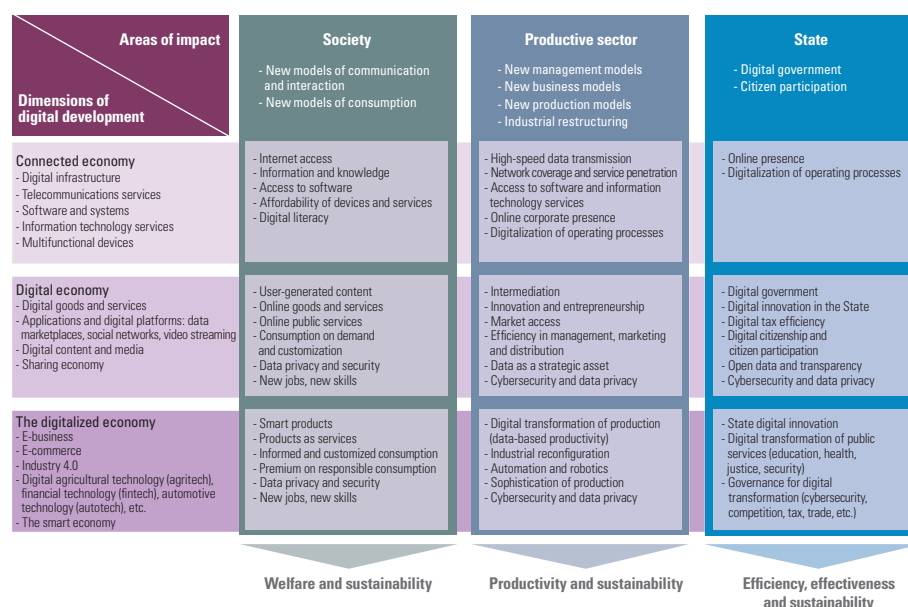 Areas of impact
Dimensions of
digital development
Society
- New models of communication
and interaction
- New models of consumption
Productive sector
- New management models
- New business models
- New production models
- Industrial restructuring
State
- Digital government
- Citizen participation
Connected economy
- Digital infrastructure
- Telecommunications services
- Software and systems
- Information technology services
- Multifunctional devices
- Internet access
- Information and knowledge
- Access to software
- Affordability of devices and services
- Digital literacy
- High-speed data transmission
- Network coverage and service penetration
- Access to software and information
technology services
- Online corporate presence
- Digitalization of operating processes
- Online presence
- Digitalization of operating processes
Digital economy
- Digital goods and services
- Applications and digital platforms: data
marketplaces, social networks, video streaming
- Digital content and media
- Sharing economy
- User-generated content
- Online goods and services
- Online public services
- Consumption on demand
and customization
- Data privacy and security
- New jobs, new skills
- Intermediation
- Innovation and entrepreneurship
- Market access
- Efficiency in management, marketing
and distribution
- Data as a strategic asset
- Cybersecurity and data privacy
- Digital government
- Digital innovation in the State
- Digital tax efficiency
- Digital citizenship and
citizen participation
- Open data and transparency
- Cybersecurity and data privacy
The digitalized economy
- E-business
- E-commerce
- Industry 4.0
- Digital agricultural technology (agritech),
financial technology (fintech), automotive
technology (autotech), etc.
- The smart economy
- Smart products
- Products as services
- Informed and customized consumption
- Premium on responsible consumption
- Data privacy and security
- New jobs, new skills
- Digital transformation of production
(data-based productivity)
- Industrial reconfiguration
- Automation and robotics
- Sophistication of production
- Cybersecurity and data privacy
- State digital innovation
- Digital transformation of public
services (education, health,
justice, security)
- Governance for digital
transformation (cybersecurity,
competition, tax, trade, etc.)
Welfare and sustainability
Productivity and sustainability
Efficiency, effectiveness
and sustainability